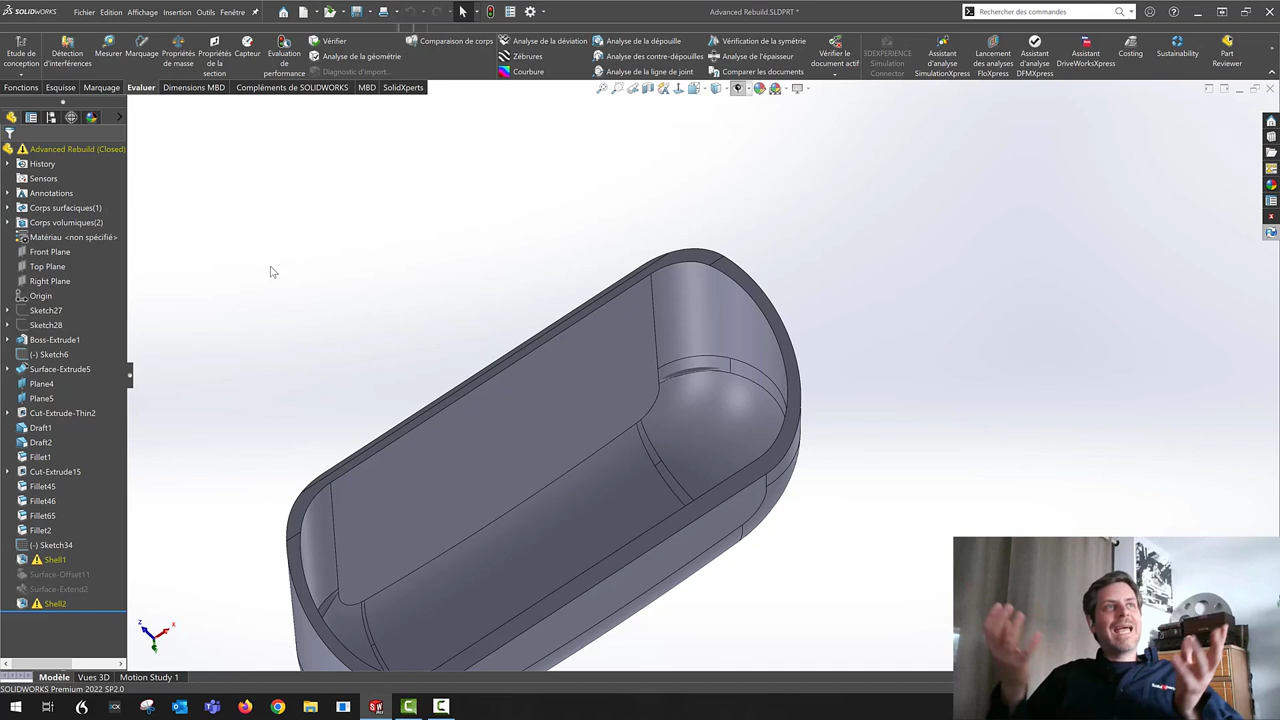 SOLIDWORKS
Fichier
Edition
Affichage
Insertion
Outils
Fenêtre
Advanced Rebuild.SLDPRT *
Rechercher des commandes
Etude de
conception
Détection
d'interférences
Mesurer
Marquage
Propriétés
de masse
Propriétés
de la
section
Capteur
Evaluation
de
performance
Vérifier
Analyse de la géométrie
Diagnostic d'import...
Comparaison de corps
Analyse de la déviation
Zébrures
Courbure
Analyse de la dépouille
Analyse des contre-dépouilles
Analyse de la ligne de joint
Vérification de la symétrie
Analyse de l'épaisseur
Comparer les documents
Vérifier le
document actif
3DEXPERIENCE
Simulation
Connector
Assistant
d'analyse
SimulationXpress
Lancement
des analyses
FloXpress
Assistant
d'analyse
DFMXpress
Assistant
DriveWorksXpress
Costing
Sustainability
Part
Reviewer
Fonctions
Esquisse
Marquage
Evaluer
Dimensions MBD
Compléments de SOLIDWORKS
MBD
SolidXperts
Advanced Rebuild (Closed)
History
Sensors
Annotations
Corps surfaciques(1)
Corps volumiques(2)
Matériau <non spécifié>
Front Plane
Top Plane
Right Plane
Origin
Sketch27
Sketch28
Boss-Extrude1
(-) Sketch6
Surface-Extrude5
Plane4
Plane5
Cut-Extrude-Thin2
Draft1
Draft2
Fillet1
Cut-Extrude15
Fillet45
Fillet46
Fillet65
Fillet2
(-) Sketch34
Shell1
Surface-Offset11
Surface-Extend2
Shell2
z
x
Modèle
Vues 3D
Motion Study 1
SOLIDWORKS Premium 2022 SP2.0